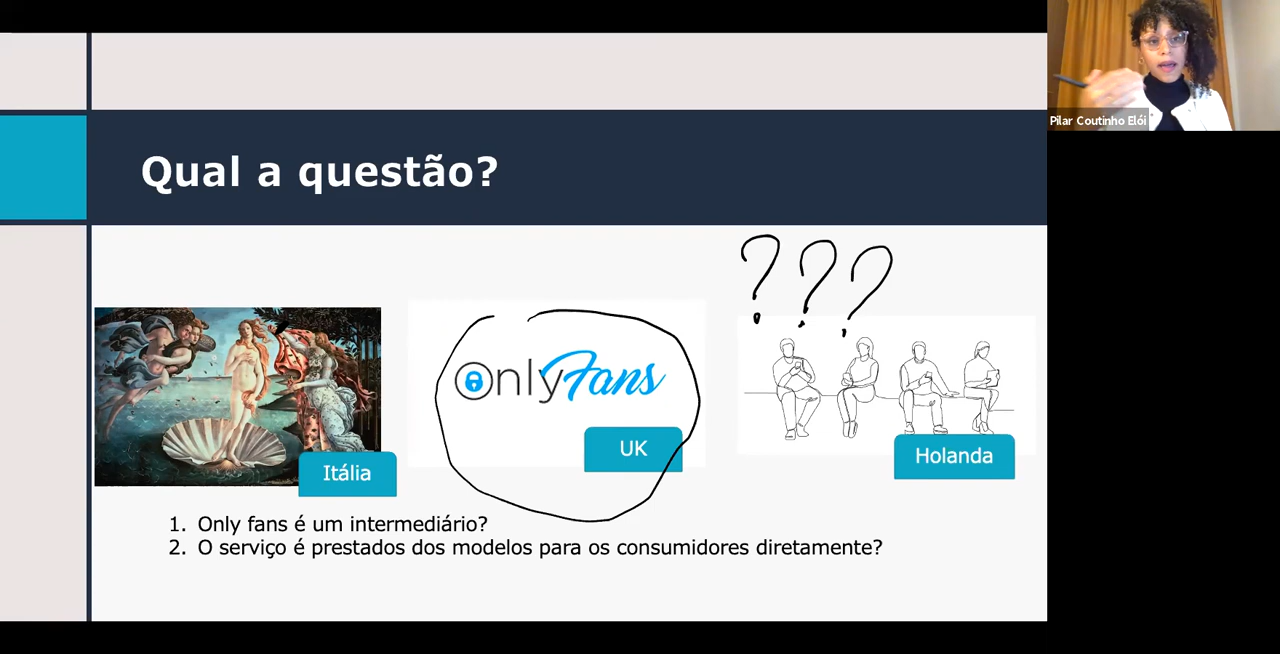 Pilar Coutinho Elói
Qual a questão?
???
OnlyFans
UK
Holanda
Itália
1. Only fans é um intermediário?
2. O serviço é prestados dos modelos para os consumidores diretamente?